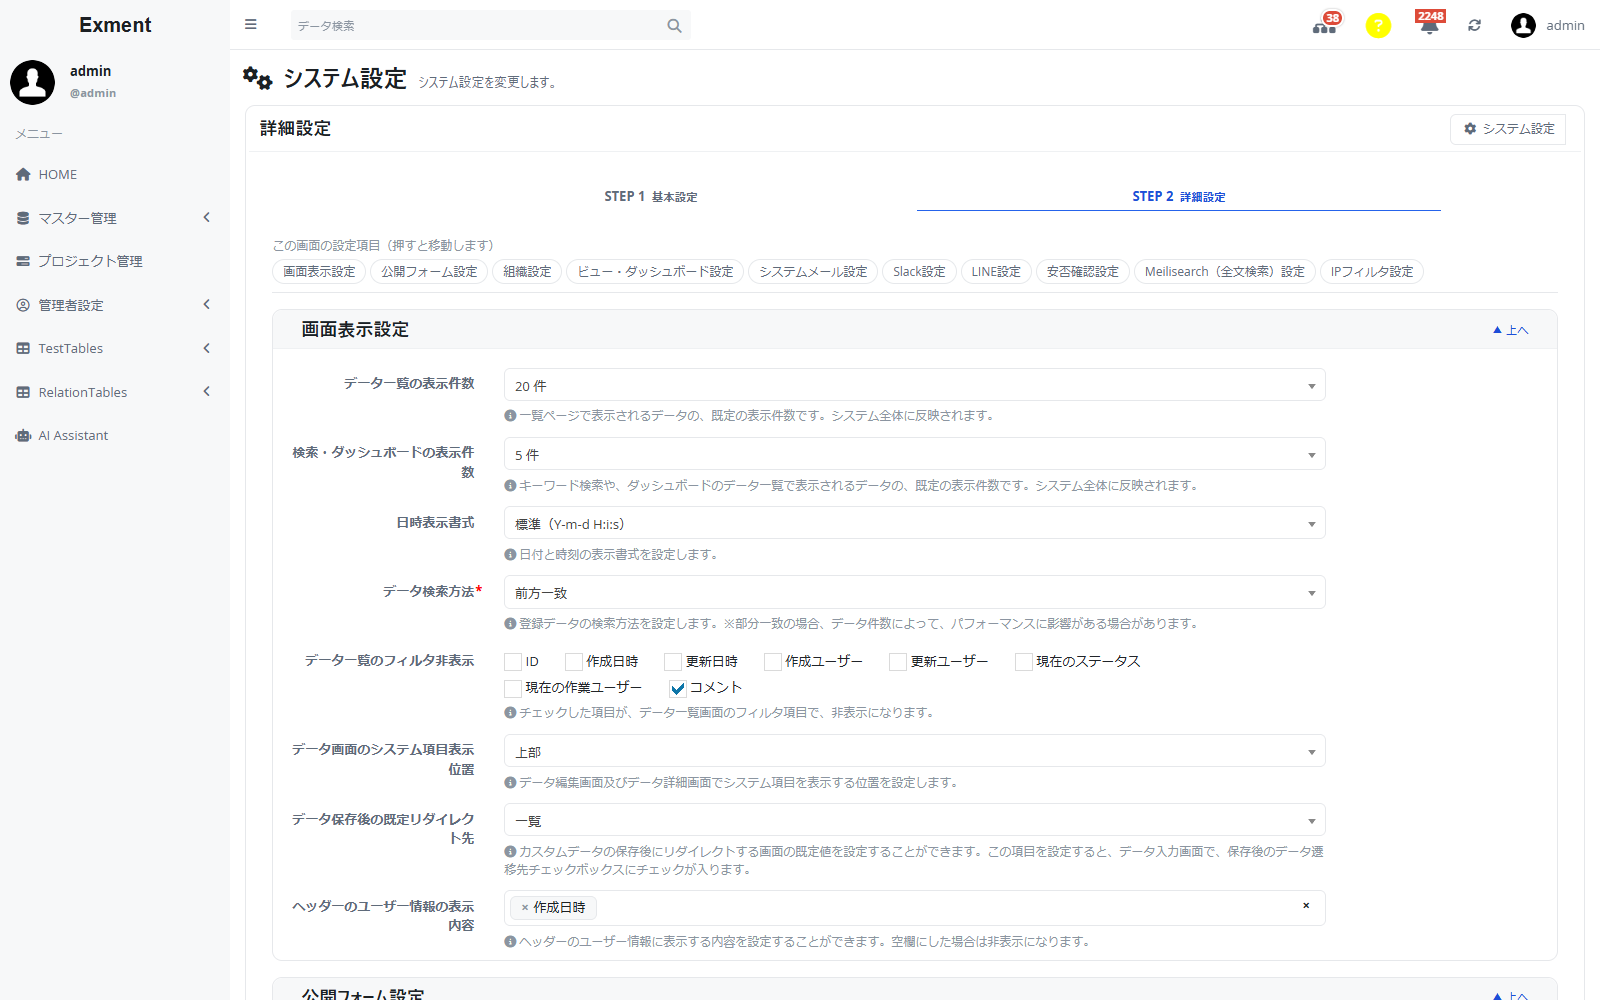 Exment
データ検索
38
?
2248
admin
admin
@admin
メニュー
HOME
マスター管理
プロジェクト管理
管理者設定
TestTables
RelationTables
AI Assistant
システム設定 システム設定を変更します。
詳細設定
システム設定
STEP 1 基本設定
STEP 2 詳細設定
この画面の設定項目（押すと移動します）
画面表示設定 公開フォーム設定 組織設定 ビュー・ダッシュボード設定 システムメール設定 Slack設定 LINE設定 安否確認設定 Meilisearch（全文検索）設定 IPフィルタ設定
画面表示設定
▲ 上へ
データ一覧の表示件数
20 件
一覧ページで表示されるデータの、既定の表示件数です。システム全体に反映されます。
検索・ダッシュボードの表示件
数
5 件
キーワード検索や、ダッシュボードのデータ一覧で表示されるデータの、既定の表示件数です。システム全体に反映されます。
日時表示書式
標準（Y-m-d H:i:s）
日付と時刻の表示書式を設定します。
データ検索方法*
前方一致
登録データの検索方法を設定します。※部分一致の場合、データ件数によって、パフォーマンスに影響がある場合があります。
データ一覧のフィルタ非表示
ID 作成日時 更新日時 作成ユーザー 更新ユーザー 現在のステータス
現在の作業ユーザー コメント
チェックした項目が、データ一覧画面のフィルタ項目で、非表示になります。
データ画面のシステム項目表示
位置
上部
データ編集画面及びデータ詳細画面でシステム項目を表示する位置を設定します。
データ保存後の既定リダイレク
ト先
一覧
カスタムデータの保存後にリダイレクトする画面の既定値を設定することができます。この項目を設定すると、データ入力画面で、保存後のデータ遷
移先チェックボックスにチェックが入ります。
ヘッダーのユーザー情報の表示
内容
× 作成日時
×
ヘッダーのユーザー情報に表示する内容を設定することができます。空欄にした場合は非表示になります。
公開フォーム設定
▲ 上へ